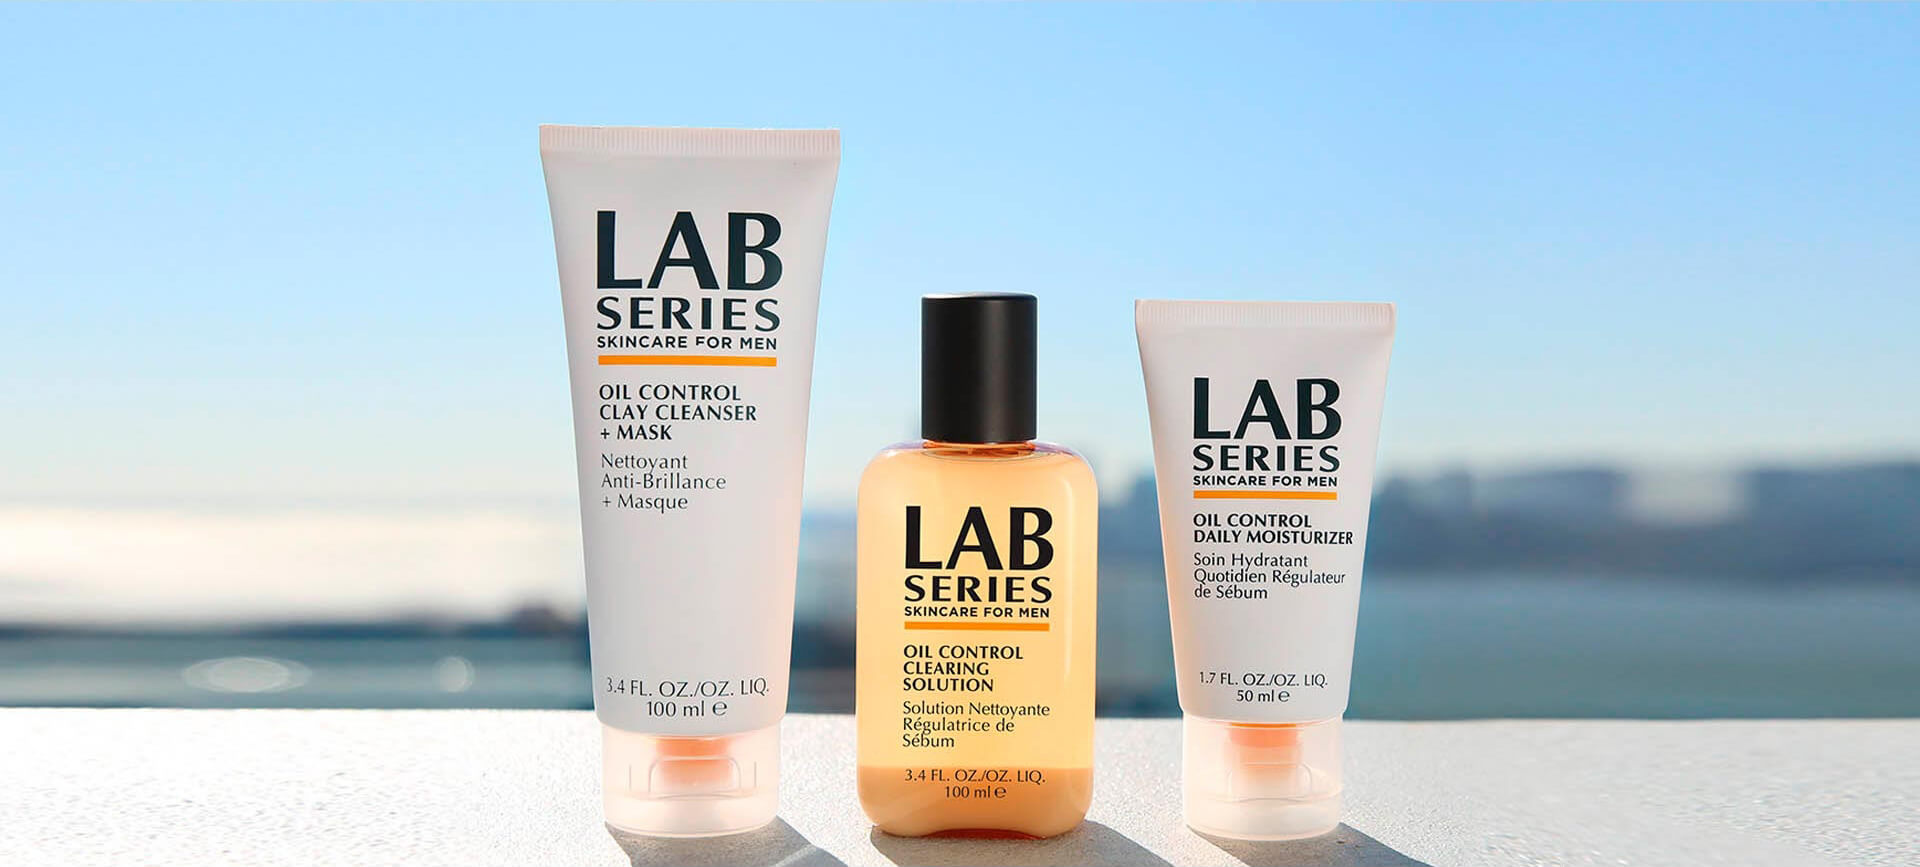 LAB
SERIES
SKINCARE FOR MEN
OIL CONTROL
CLAY CLEANSER
+ MASK
Nettoyant
Anti-Brillance
+ Masque
3.4 FL. OZ./OZ. LIQ.
100 ml ℮
LAB
SERIES
SKINCARE FOR MEN
OIL CONTROL
CLEARING
SOLUTION
Solution Nettoyante
Régulatrice de
Sébum
3.4 FL. OZ./OZ. LIQ.
100 ml ℮
LAB
SERIES
SKINCARE FOR MEN
OIL CONTROL
DAILY MOISTURIZER
Soin Hydratant
Quotidien Régulateur
de Sébum
1.7 FL. OZ./OZ. LIQ.
50 ml ℮